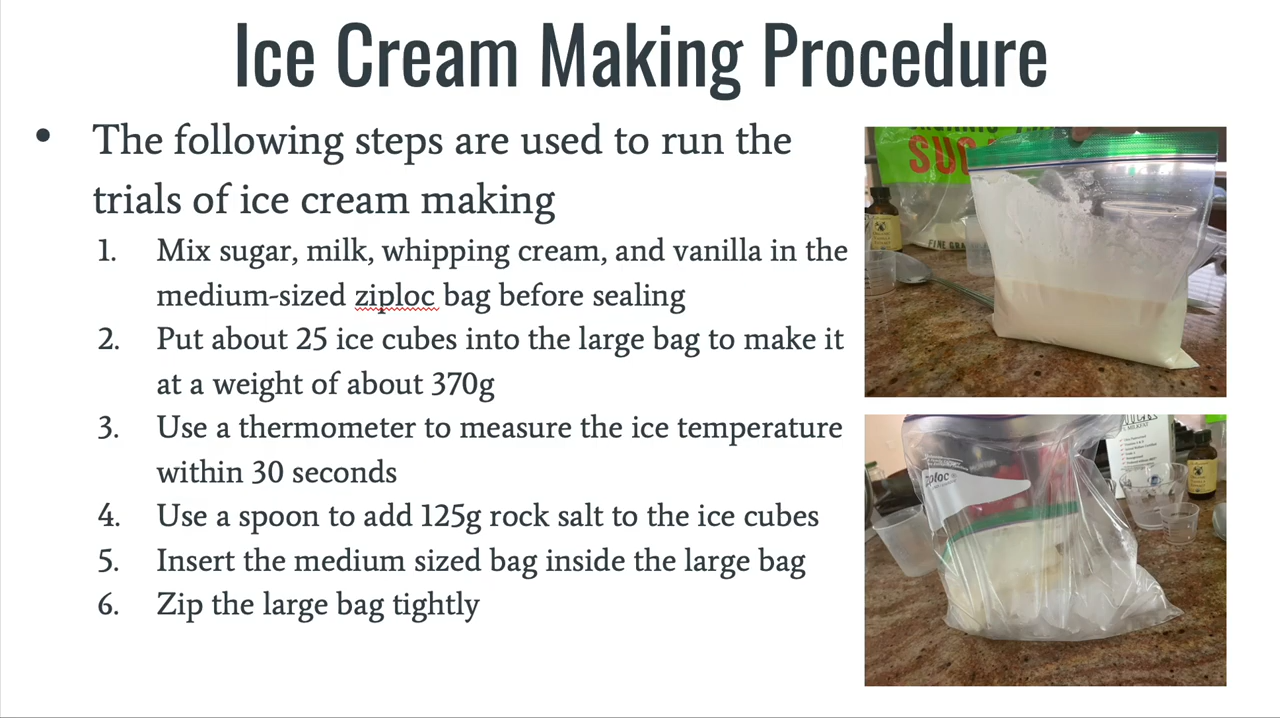 Ice Cream Making Procedure
• The following steps are used to run the
trials of ice cream making
1. Mix sugar, milk, whipping cream, and vanilla in the
medium-sized ziploc bag before sealing
2. Put about 25 ice cubes into the large bag to make it
at a weight of about 370g
3. Use a thermometer to measure the ice temperature
within 30 seconds
4. Use a spoon to add 125g rock salt to the ice cubes
5. Insert the medium sized bag inside the large bag
6. Zip the large bag tightly
ziploc